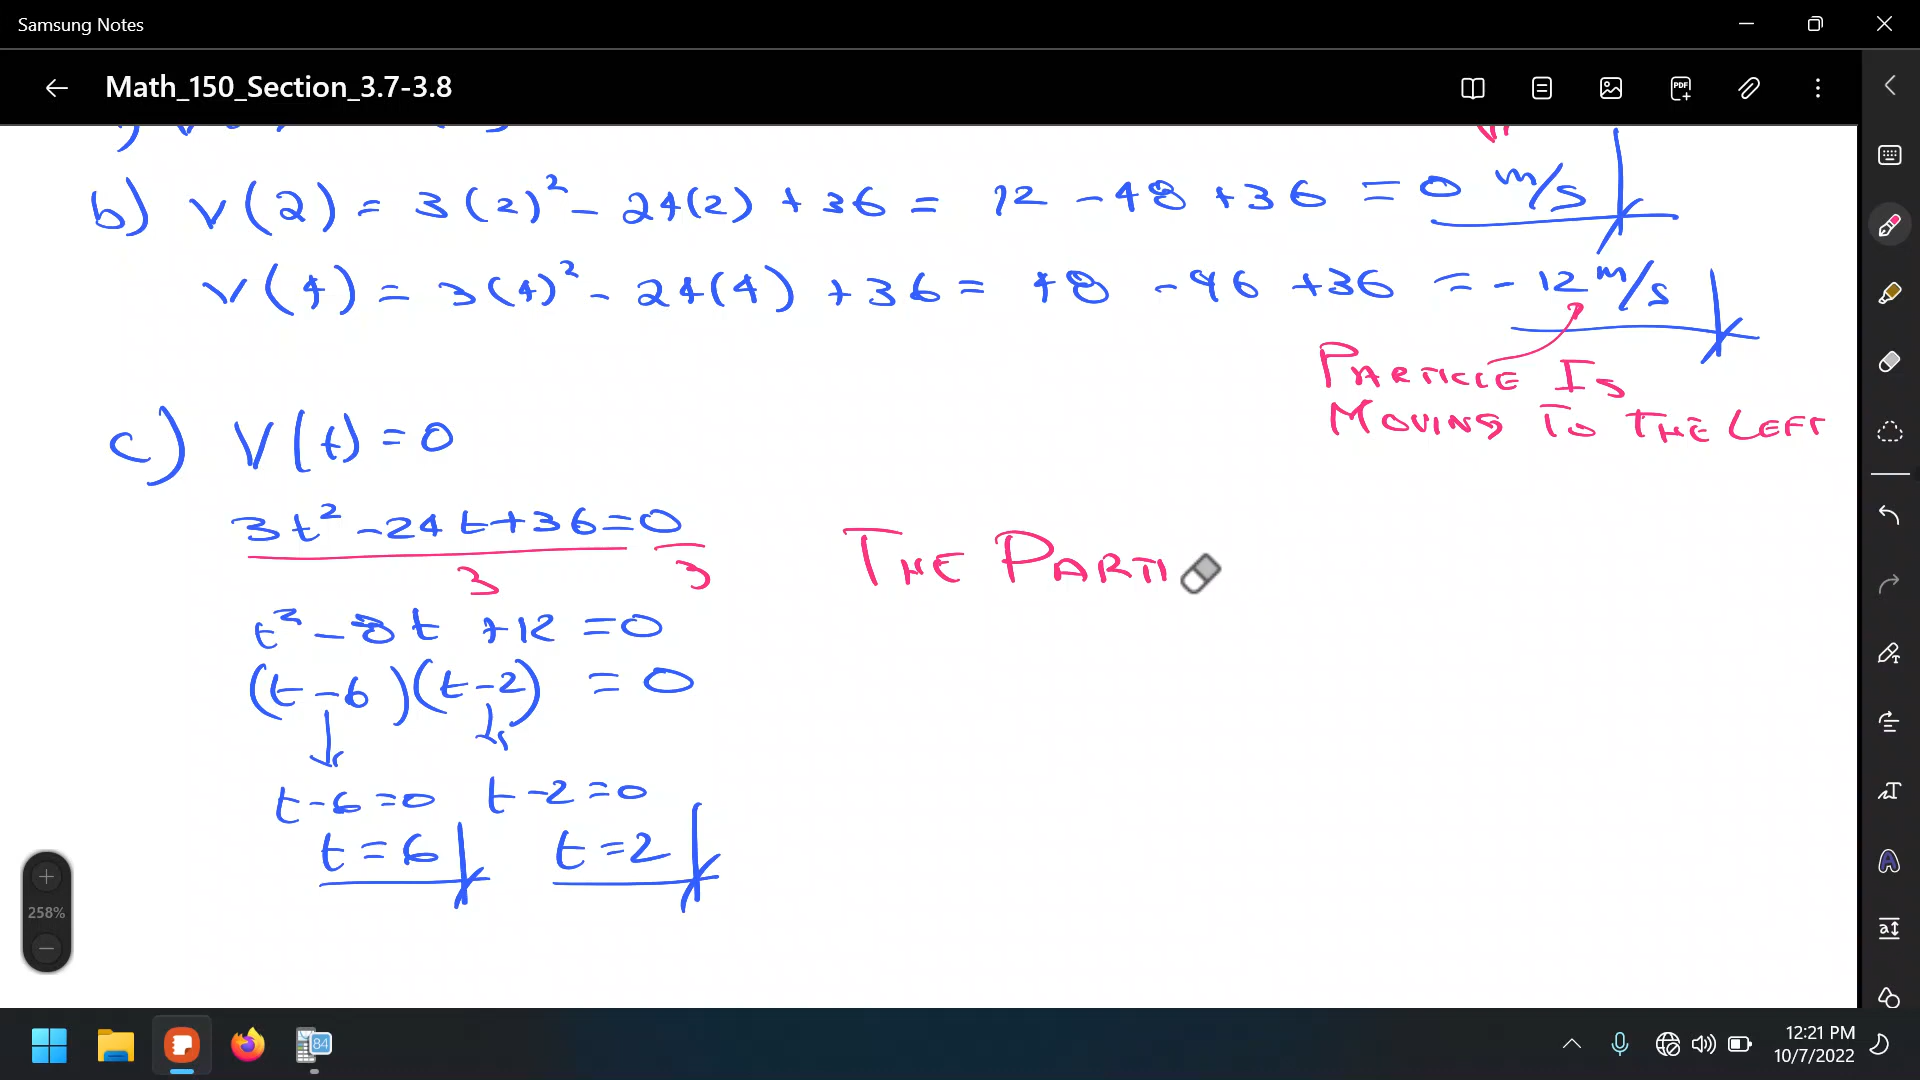 Samsung Notes
Math_150_Section_3.7-3.8
b) v(2) = 3(2)² - 24(2) + 36 = 12 - 48 + 36 = 0 m/s
v(4) = 3(4)² - 24(4) + 36 = 48 - 96 + 36 = -12 m/s
PARTICLE IS
MOVING TO THE LEFT
c) V(t) = 0
3t² - 24t + 36 = 0
3 3
t² - 8t + 12 = 0
(t - 6)(t - 2) = 0
t - 6 = 0 t - 2 = 0
t = 6 t = 2
THE PARTI
258%
84
12:21 PM
10/7/2022